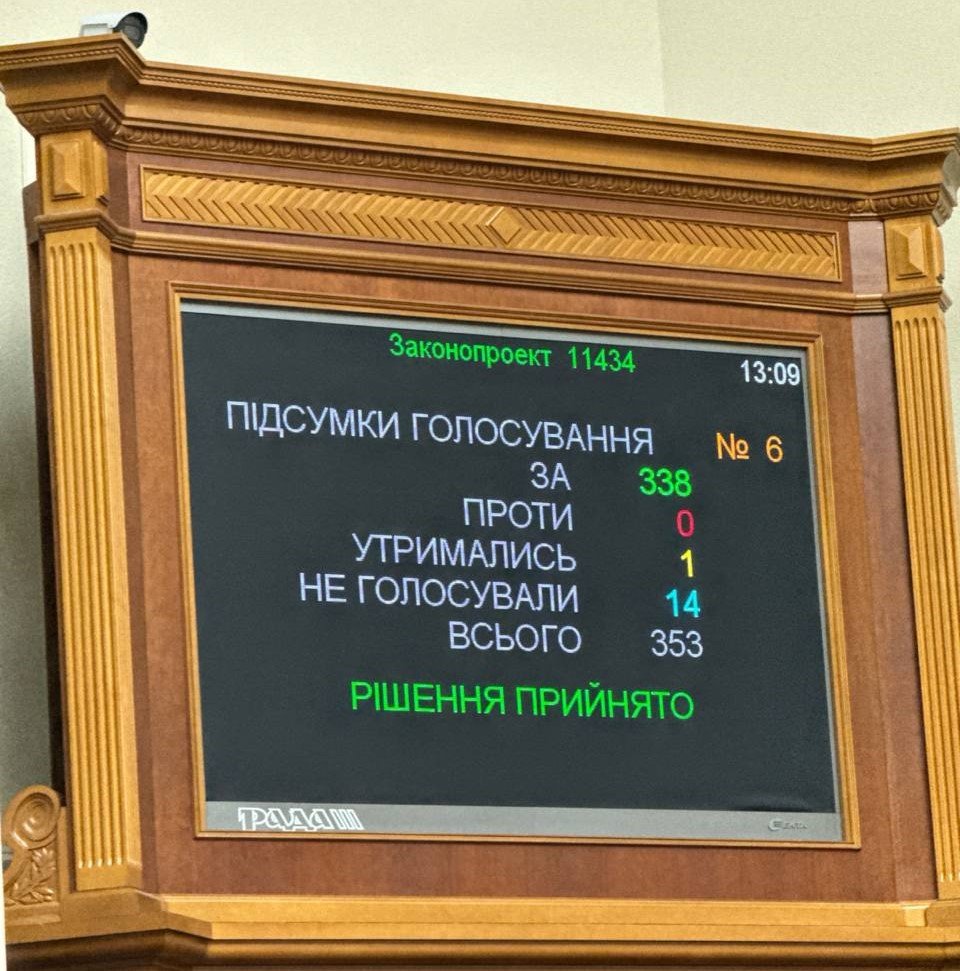 Законопроект 11434
13:09
ПІДСУМКИ ГОЛОСУВАННЯ № 6
ЗА 338
ПРОТИ 0
УТРИМАЛИСЬ 1
НЕ ГОЛОСУВАЛИ 14
ВСЬОГО 353
РІШЕННЯ ПРИЙНЯТО
РАДА III